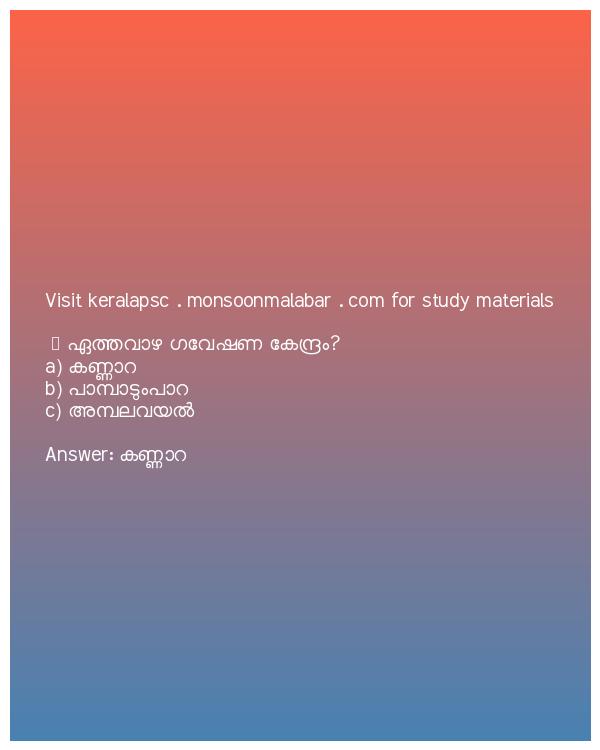 Visit keralapsc . monsoonmalabar . com for study materials
ഏത്തവാഴ ഗവേഷണ കേന്ദ്രം?
a) കണ്ണാറ
b) പാമ്പാടുംപാറ
c) അമ്പലവയൽ
Answer: കണ്ണാറ